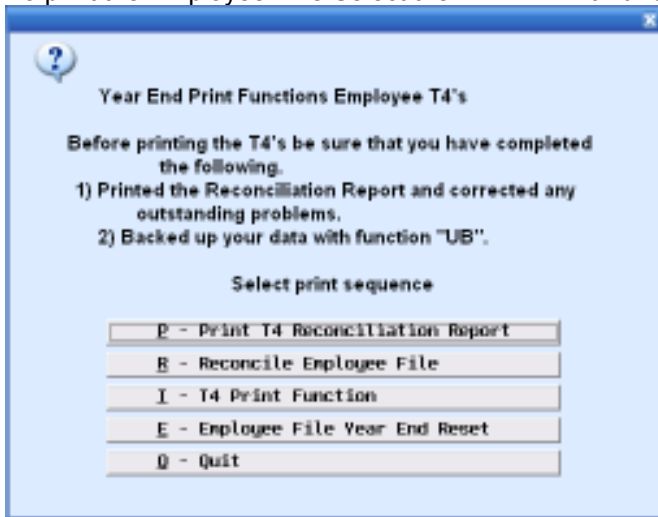 ?
Year End Print Functions Employee T4's
Before printing the T4's be sure that you have completed
the following.
1) Printed the Reconciliation Report and corrected any
outstanding problems.
2) Backed up your data with function "UB".
Select print sequence
P - Print T4 Reconciliation Report
R - Reconcile Employee File
I - T4 Print Function
E - Employee File Year End Reset
Q - Quit